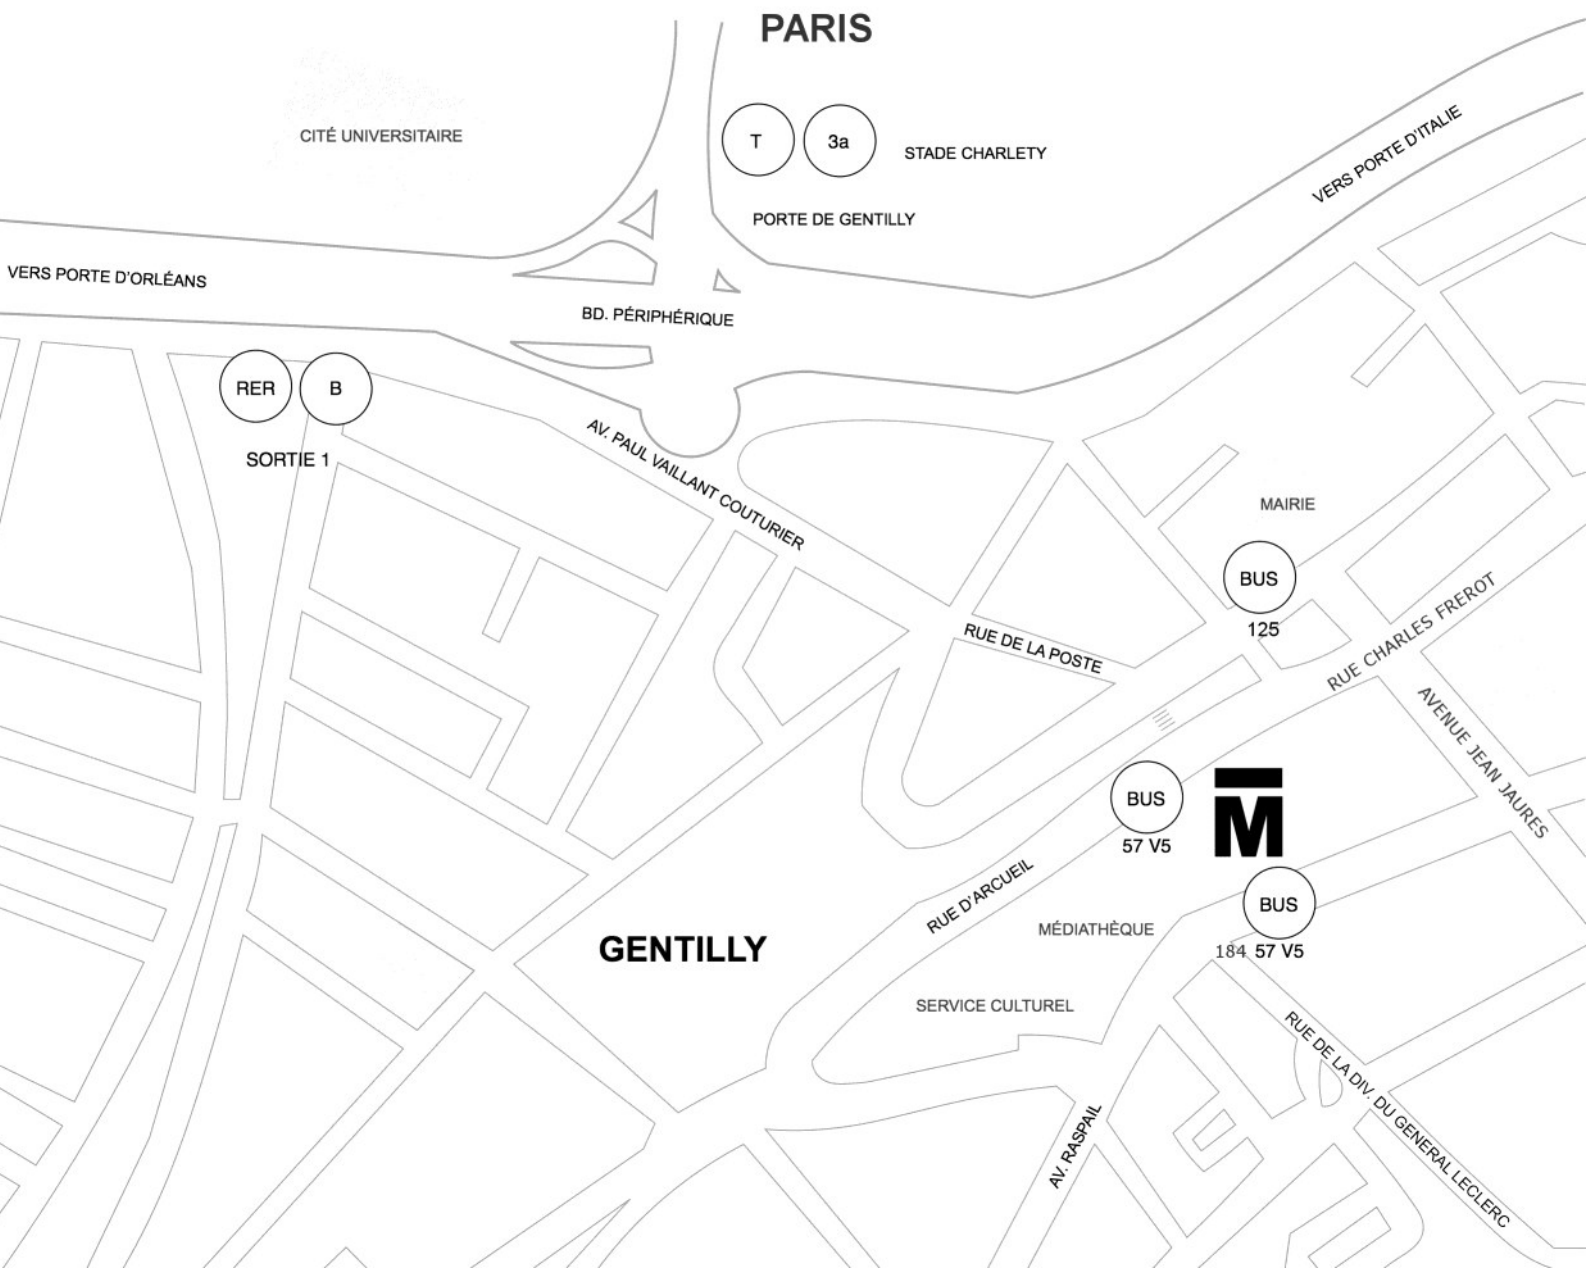 PARIS
CITÉ UNIVERSITAIRE
T
3a
STADE CHARLETY
VERS PORTE D'ITALIE
PORTE DE GENTILLY
VERS PORTE D'ORLÉANS
BD. PÉRIPHÉRIQUE
RER
B
SORTIE 1
AV. PAUL VAILLANT COUTURIER
MAIRIE
BUS
125
RUE DE LA POSTE
RUE CHARLES FREROT
AVENUE JEAN JAURES
BUS
57 V5
M
RUE D'ARCUEIL
BUS
184 57 V5
MÉDIATHÈQUE
GENTILLY
SERVICE CULTUREL
RUE DE LA DIV. DU GENERAL LECLERC
AV. RASPAIL